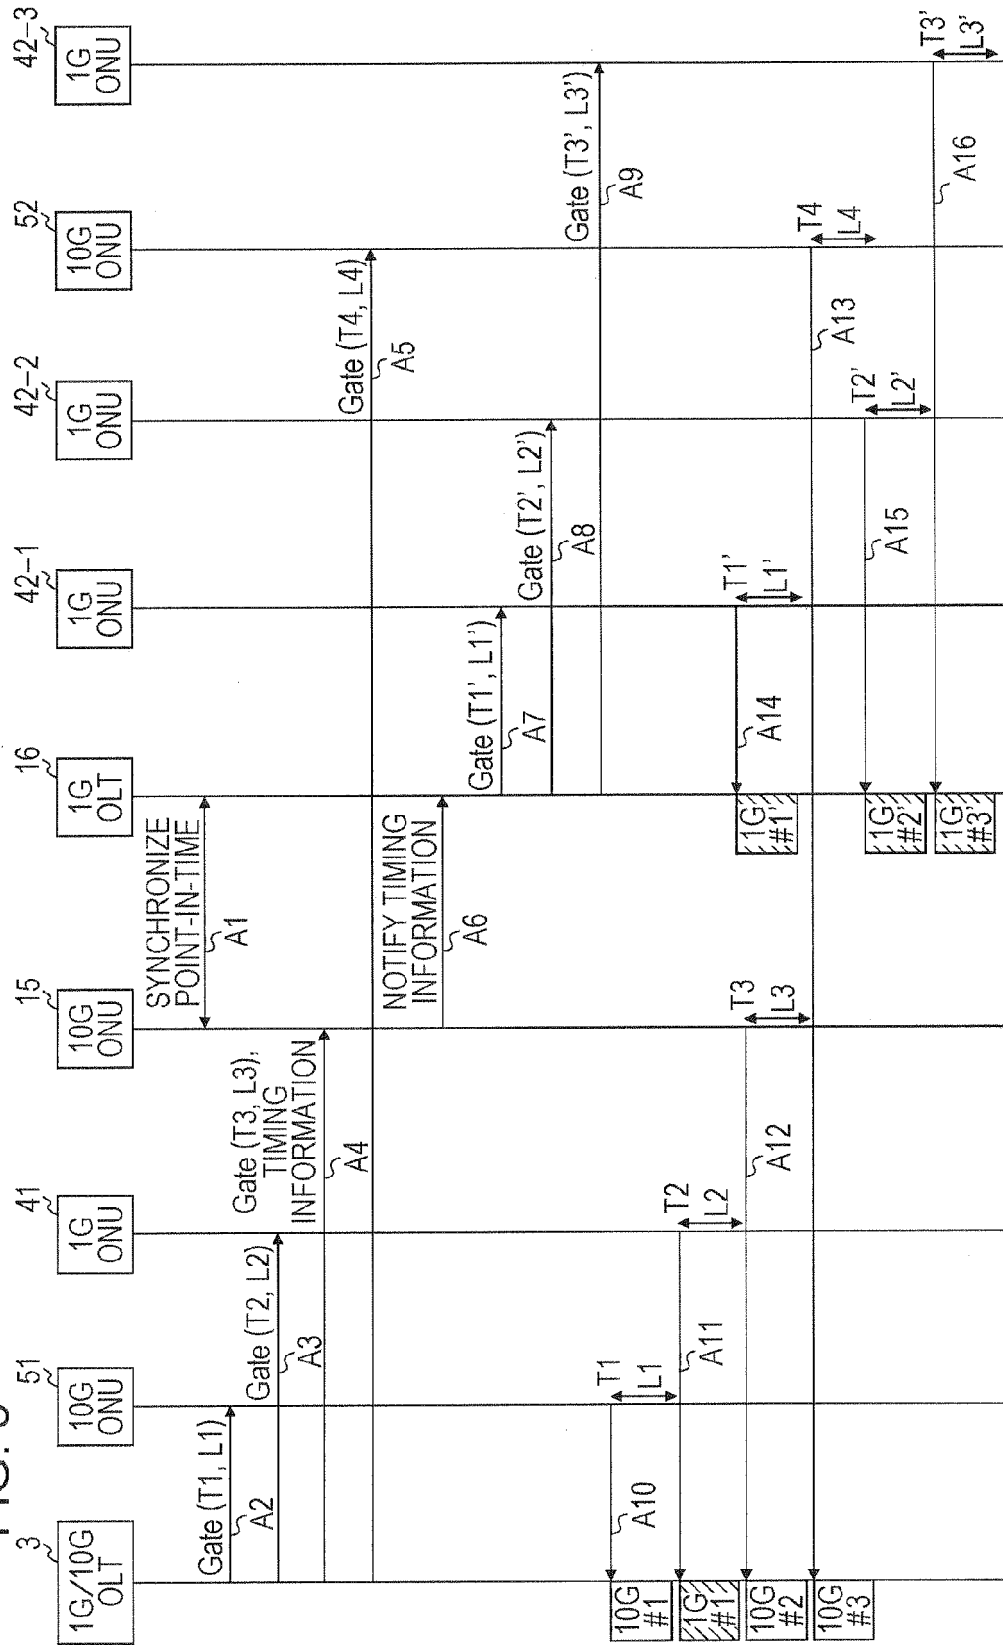 FIG.
3
1G/10G
OLT
51
10G
ONU
41
1G
ONU
15
10G
ONU
16
1G
OLT
42-1
1G
ONU
42-2
1G
ONU
52
10G
ONU
42-3
1G
ONU
SYNCHRONIZE
POINT-IN-TIME
A1
Gate (T1, L1)
A2
Gate (T2, L2)
A3
Gate (T3, L3),
TIMING
INFORMATION
A4
Gate (T4, L4)
A5
NOTIFY TIMING
INFORMATION
A6
Gate (T1', L1')
A7
Gate (T2', L2')
A8
Gate (T3', L3')
A9
10G
#1
A10
T1
L1
1G
#1
A11
T2
L2
10G
#2
A12
T3
L3
1G
#1'
A14
T1'
L1'
10G
#3
A13
T4
L4
1G
#2'
A15
T2'
L2'
1G
#3'
A16
T3'
L3'